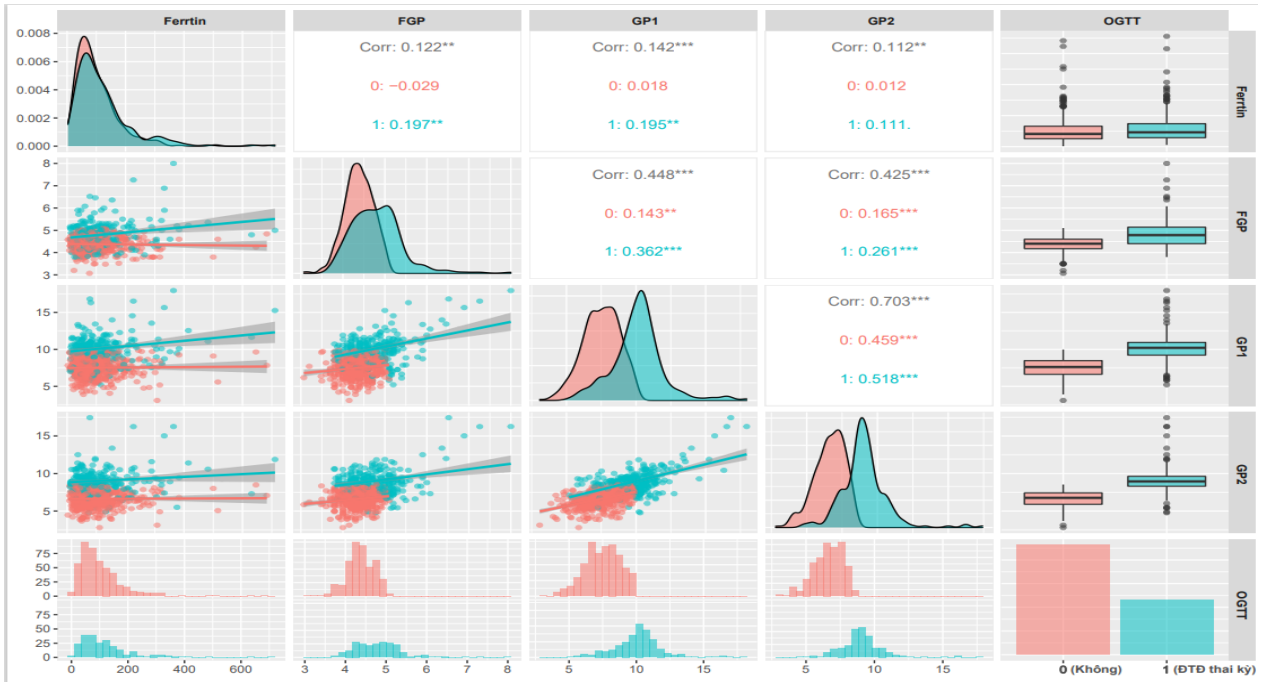 Ferrtin FGP GP1 GP2 OGTT
0.008
0.006
0.004
0.002
0.000
Corr: 0.122**
0: −0.029
1: 0.197**
Corr: 0.142***
0: 0.018
1: 0.195**
Corr: 0.112**
0: 0.012
1: 0.111.
Ferrtin
8
7
6
5
4
3
Corr: 0.448***
0: 0.143**
1: 0.362***
Corr: 0.425***
0: 0.165***
1: 0.261***
FGP
15
10
5
Corr: 0.703***
0: 0.459***
1: 0.518***
GP1
15
10
5
GP2
75
50
25
0
75
50
25
0
OGTT
0 200 400 600
3 4 5 6 7 8
5 10 15
5 10 15
0 (Không) 1 (ĐTĐ thai kỳ)